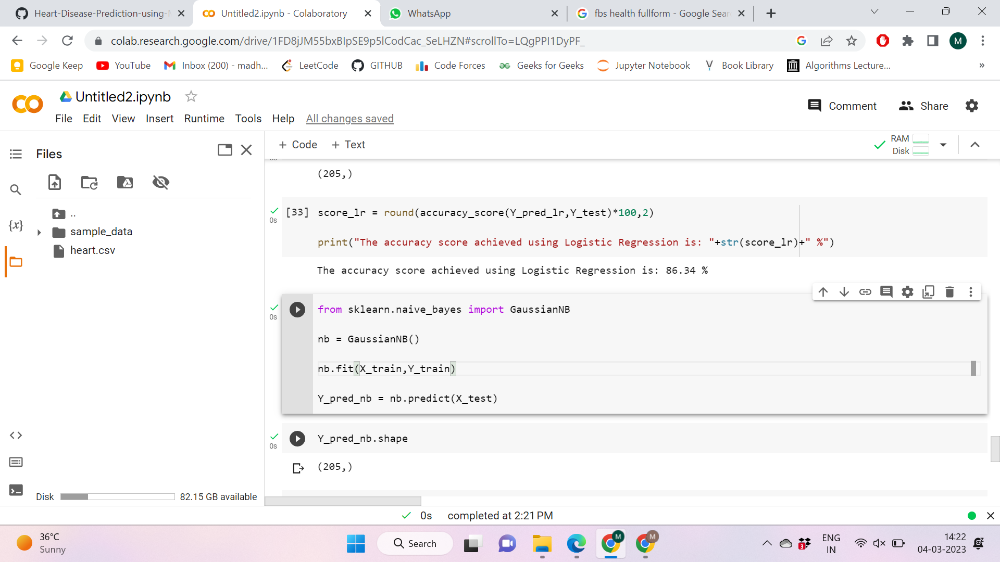 Heart-Disease-Prediction-using-M
Untitled2.ipynb - Colaboratory
WhatsApp
fbs health fullform - Google Sear
colab.research.google.com/drive/1FD8jJM55bxBIpSE9p5lCodCac_SeLHZN#scrollTo=LQgPPI1DyPF_
M
Google Keep
YouTube
Inbox (200) - madh...
LeetCode
GITHUB
Code Forces
Geeks for Geeks
Jupyter Notebook
Book Library
Algorithms Lecture...
»
Untitled2.ipynb
Comment
Share
File Edit View Insert Runtime Tools Help All changes saved
Files
+ Code + Text
RAM
Disk
..
sample_data
heart.csv
{x}
Disk
82.15 GB available
(205,)
0s
[33] score_lr = round(accuracy_score(Y_pred_lr,Y_test)*100,2)
print("The accuracy score achieved using Logistic Regression is: "+str(score_lr)+" %")
The accuracy score achieved using Logistic Regression is: 86.34 %
0s
from sklearn.naive_bayes import GaussianNB
nb = GaussianNB()
nb.fit(X_train,Y_train)
Y_pred_nb = nb.predict(X_test)
0s
Y_pred_nb.shape
(205,)
0s completed at 2:21 PM
36°C
Sunny
Search
M
M
3
ENG
IN
14:22
04-03-2023